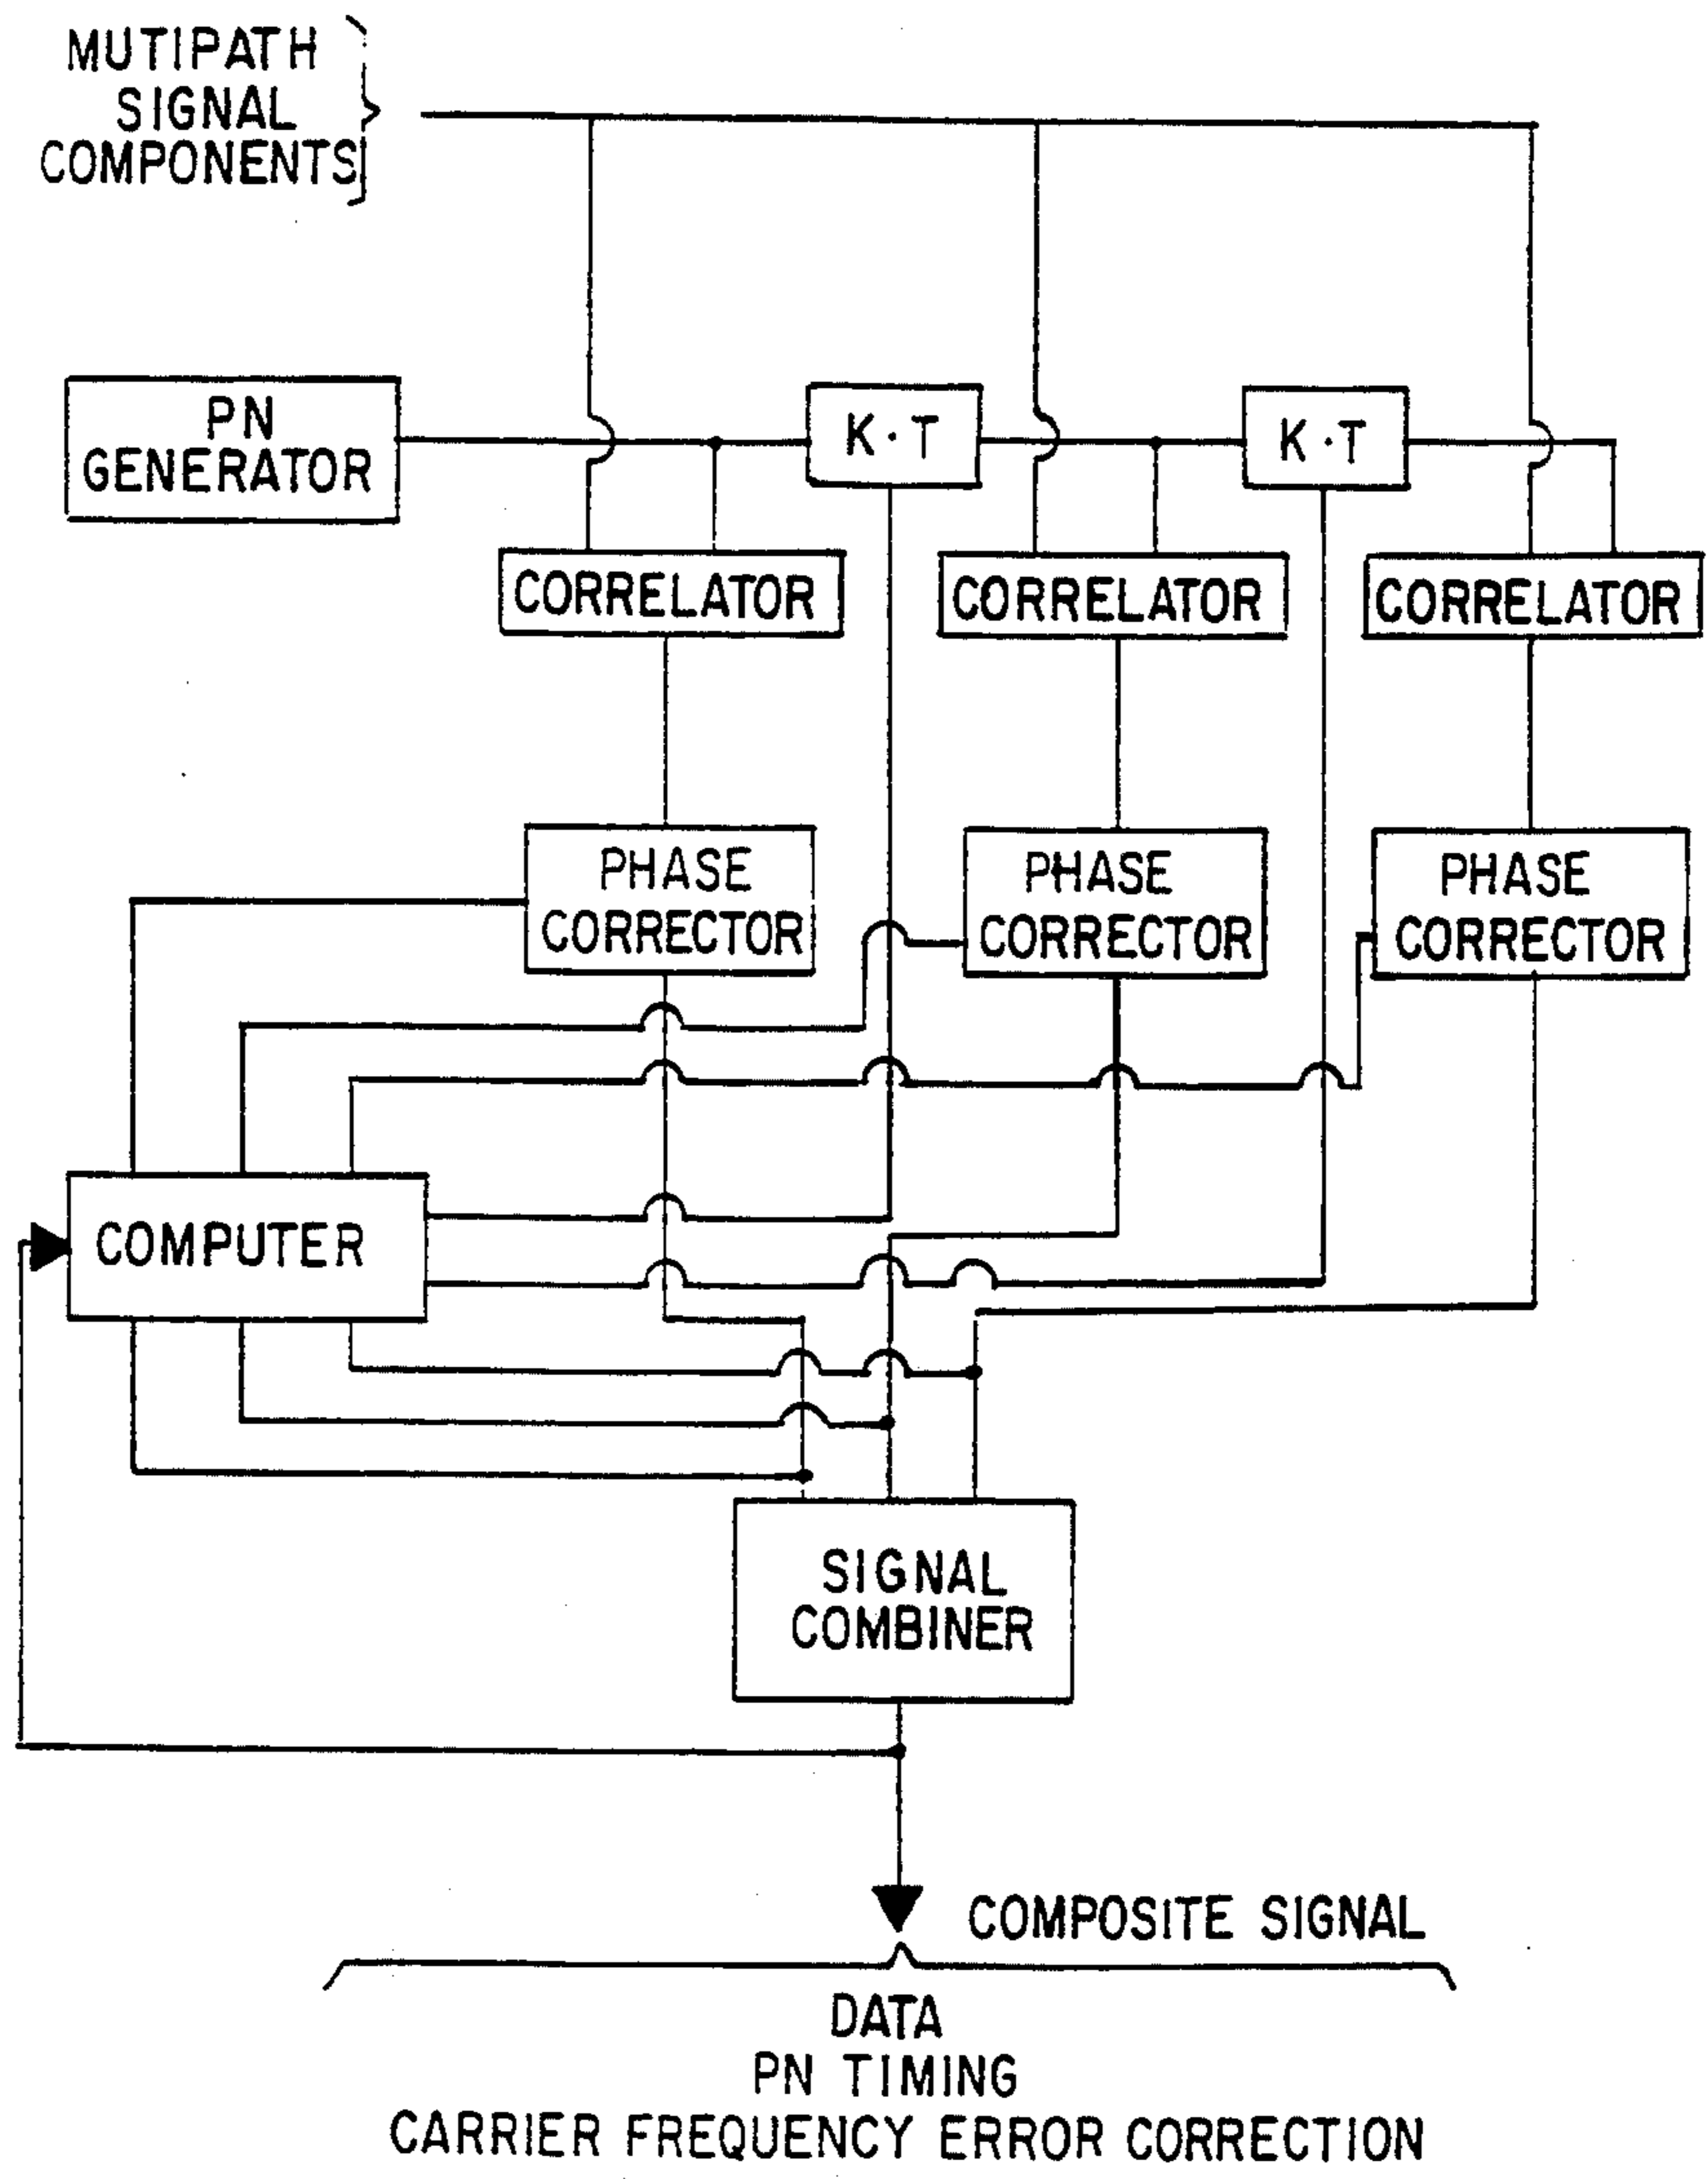 MUTIPATH
SIGNAL
COMPONENTS
PN
GENERATOR
K·T
K·T
CORRELATOR
CORRELATOR
CORRELATOR
PHASE
CORRECTOR
PHASE
CORRECTOR
PHASE
CORRECTOR
COMPUTER
SIGNAL
COMBINER
COMPOSITE SIGNAL
DATA
PN TIMING
CARRIER FREQUENCY ERROR CORRECTION